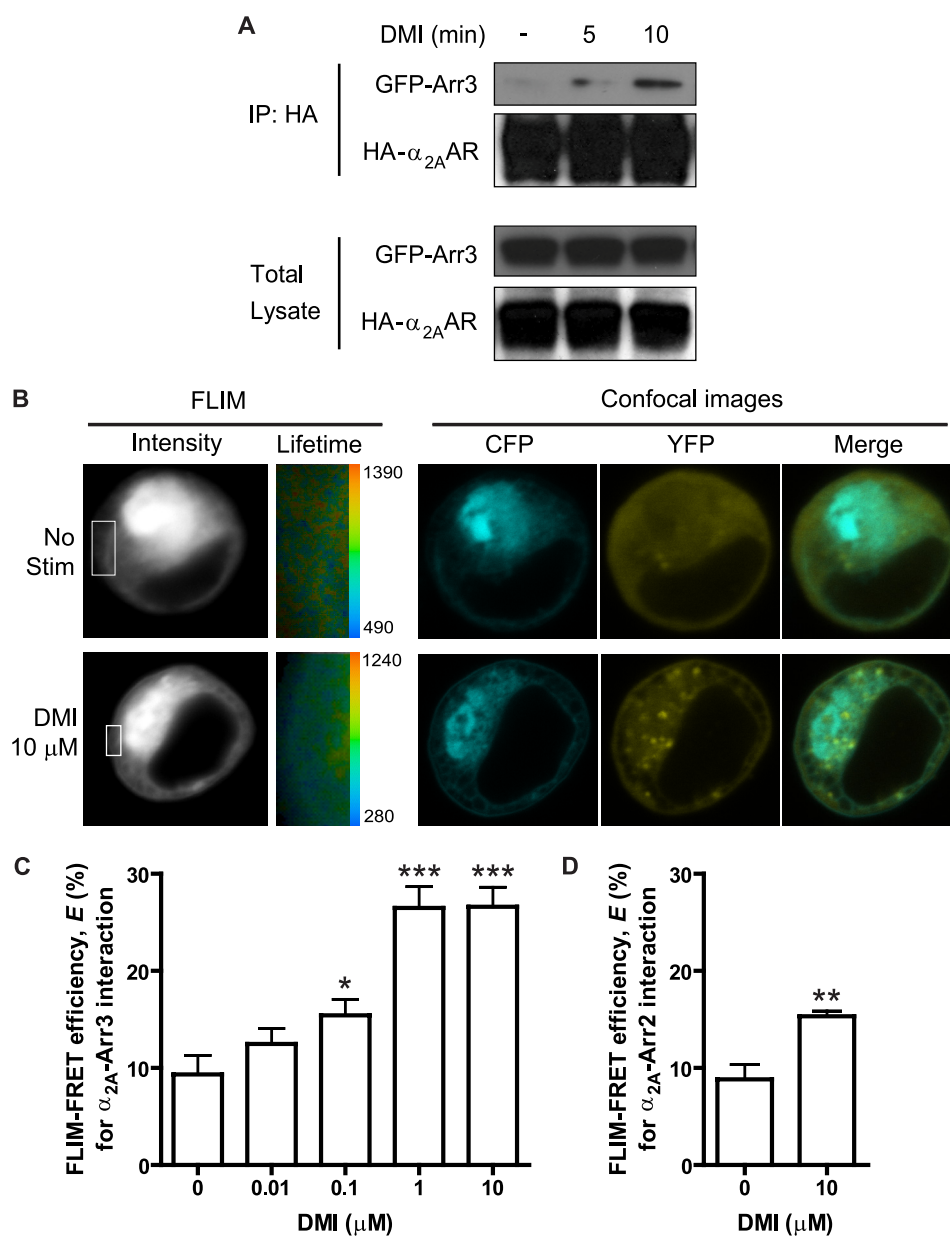 A
DMI (min) - 5 10
IP: HA
GFP-Arr3
HA-α2AAR
Total
Lysate
GFP-Arr3
HA-α2AAR
B
FLIM
Confocal images
Intensity Lifetime CFP YFP Merge
No
Stim
1390
490
DMI
10 μM
1240
280
C
FLIM-FRET efficiency, E (%)
for α2A-Arr3 interaction
30
20
10
0
*
***
***
0 0.01 0.1 1 10
DMI (μM)
D
FLIM-FRET efficiency, E (%)
for α2A-Arr2 interaction
30
20
10
0
**
0 10
DMI (μM)